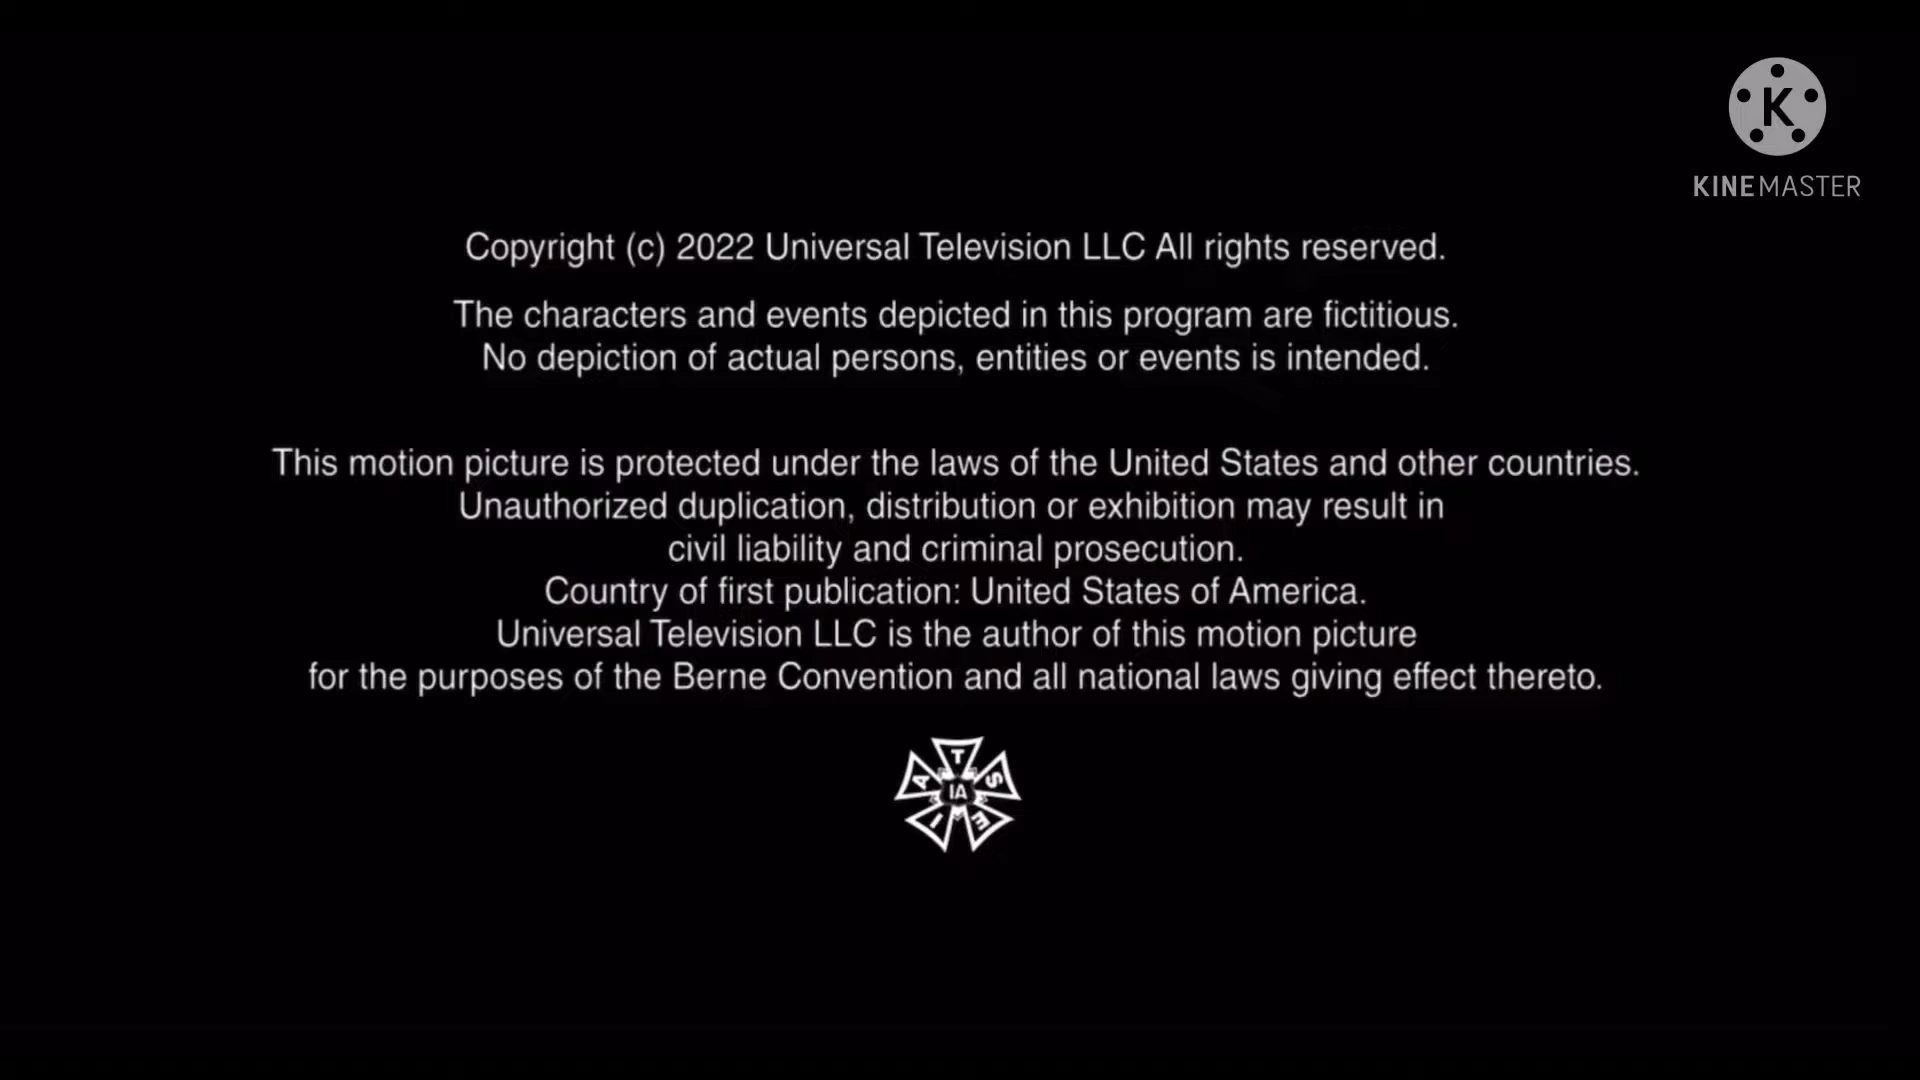 K
KINEMASTER
Copyright (c) 2022 Universal Television LLC All rights reserved.
The characters and events depicted in this program are fictitious.
No depiction of actual persons, entities or events is intended.
This motion picture is protected under the laws of the United States and other countries.
Unauthorized duplication, distribution or exhibition may result in
civil liability and criminal prosecution.
Country of first publication: United States of America.
Universal Television LLC is the author of this motion picture
for the purposes of the Berne Convention and all national laws giving effect thereto.
I A T S E
IA